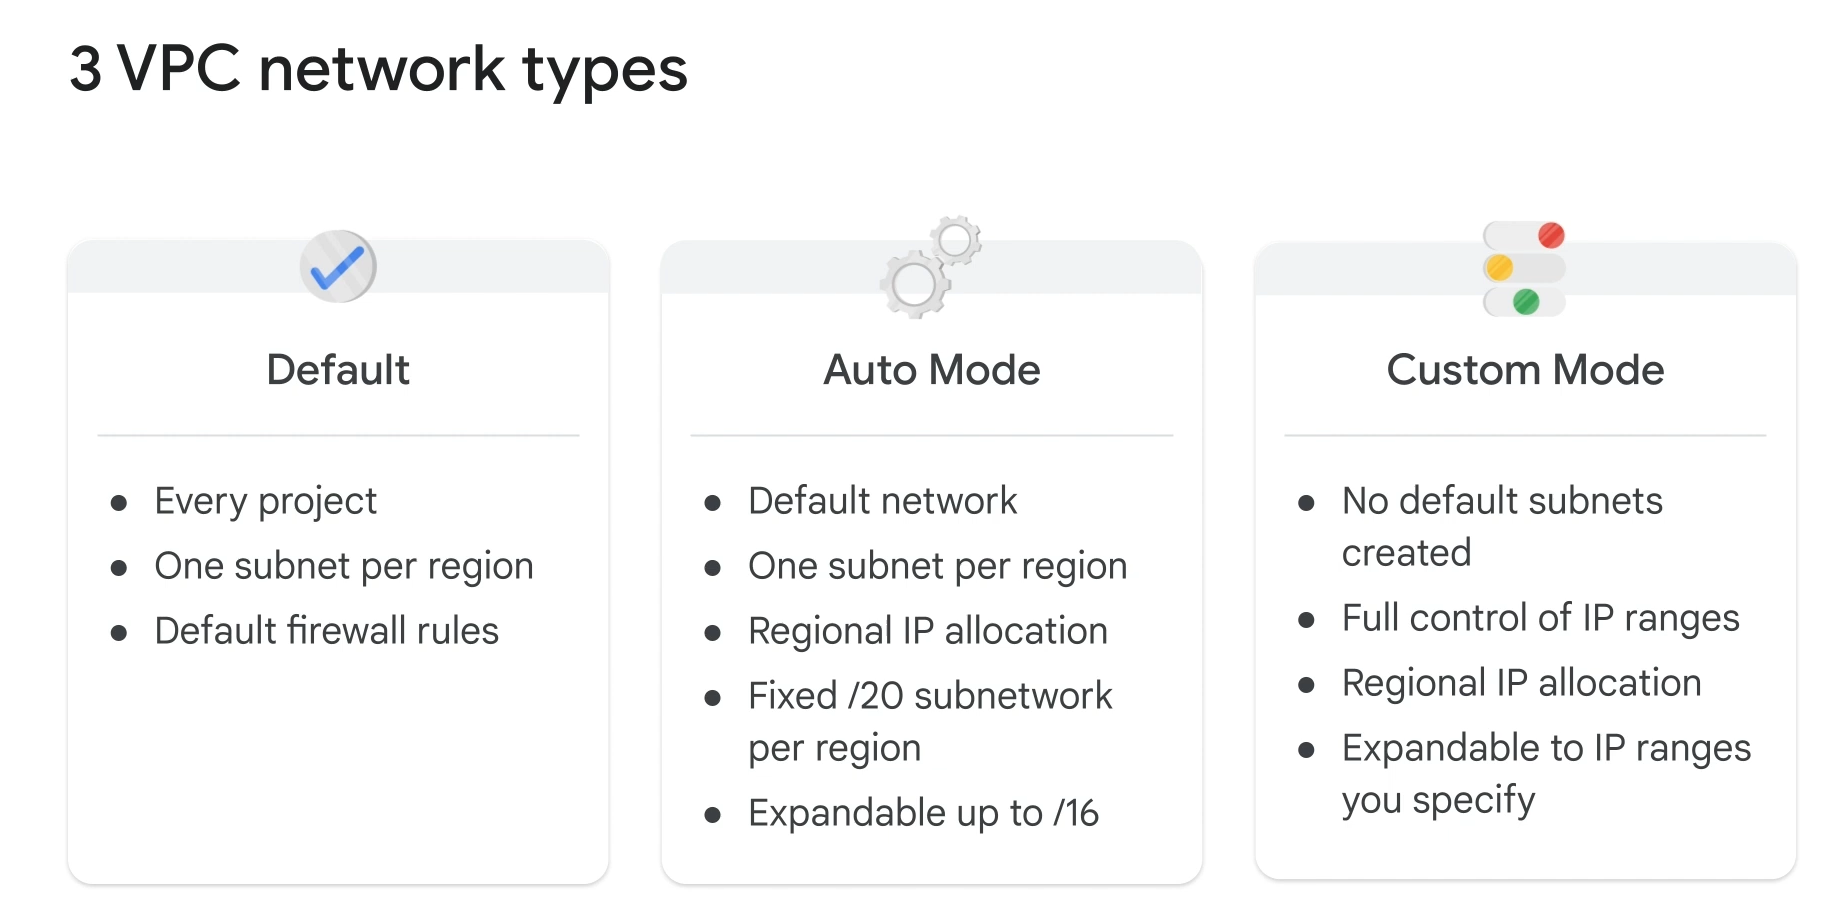 3 VPC network types
Default
● Every project
● One subnet per region
● Default firewall rules
Auto Mode
● Default network
● One subnet per region
● Regional IP allocation
● Fixed /20 subnetwork
per region
● Expandable up to /16
Custom Mode
● No default subnets
created
● Full control of IP ranges
● Regional IP allocation
● Expandable to IP ranges
you specify